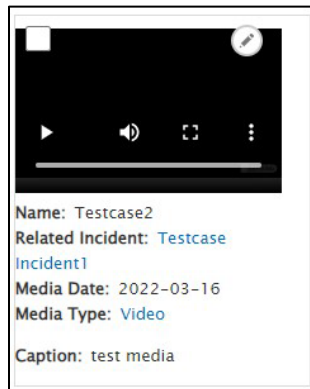 Name: Testcase2
Related Incident: Testcase
Incident1
Media Date: 2022-03-16
Media Type: Video
Caption: test media